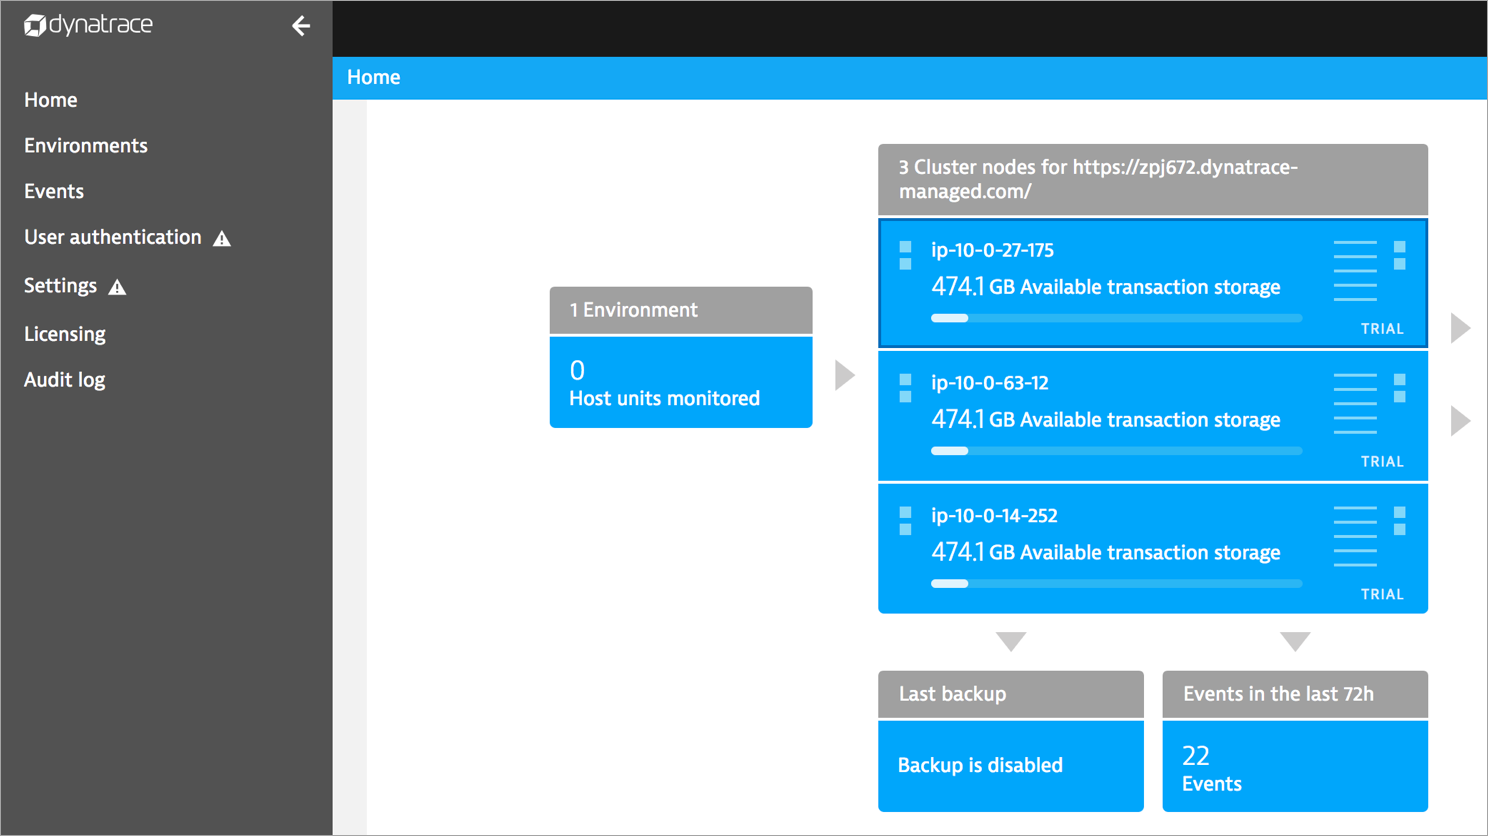 dynatrace
Home
Environments
Events
User authentication
Settings
Licensing
Audit log
Home
1 Environment
0
Host units monitored
3 Cluster nodes for https://zpj672.dynatrace-
managed.com/
ip-10-0-27-175
474.1 GB Available transaction storage
TRIAL
ip-10-0-63-12
474.1 GB Available transaction storage
TRIAL
ip-10-0-14-252
474.1 GB Available transaction storage
TRIAL
Last backup
Backup is disabled
Events in the last 72h
22
Events